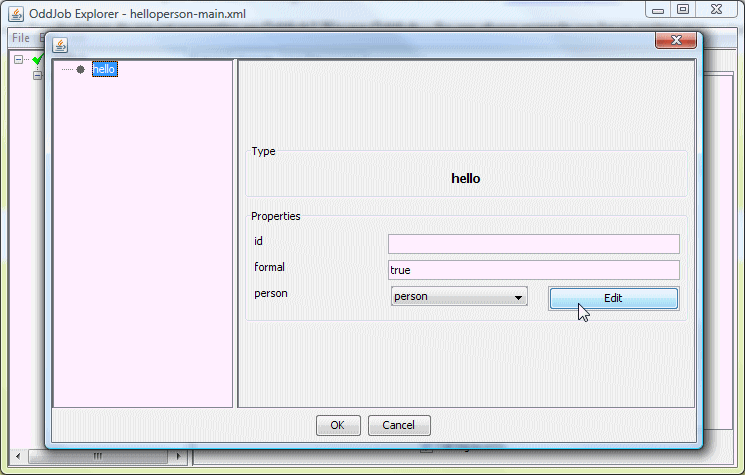 OddJob Explorer - helloperson-main.xml
File
hello
Type
hello
Properties
id
formal true
person person Edit
OK Cancel